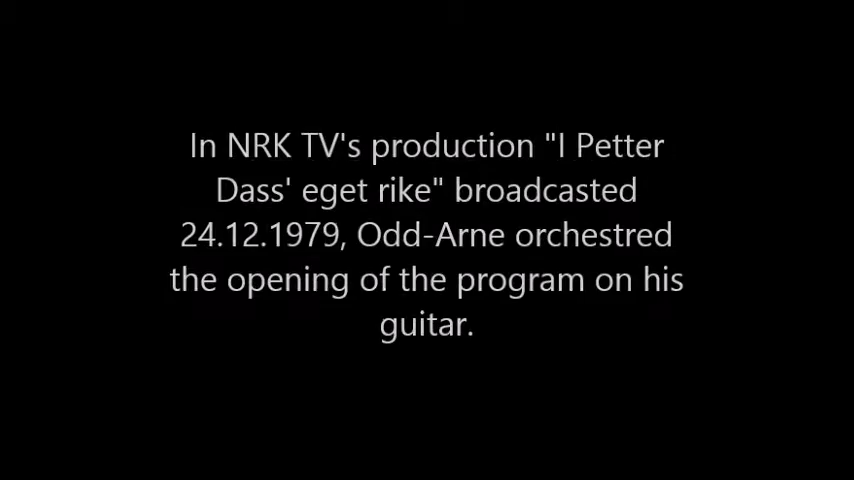 In NRK TV's production "I Petter
Dass' eget rike" broadcasted
24.12.1979, Odd-Arne orchestred
the opening of the program on his
guitar.